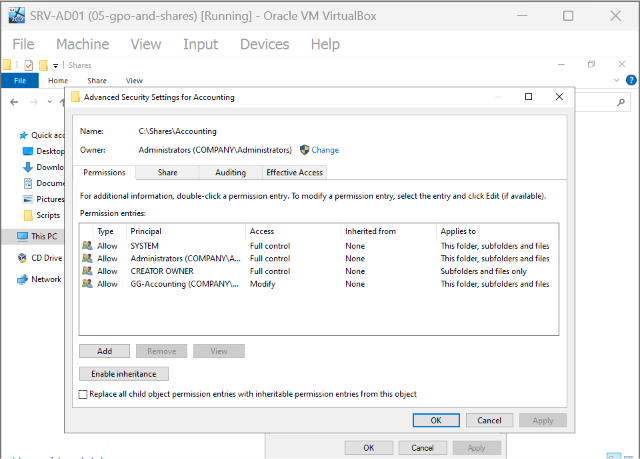 SRV-AD01 (05-gpo-and-shares) [Running] - Oracle VM VirtualBox
File Machine View Input Devices Help
Shares
File Home Share View
Advanced Security Settings for Accounting
Name: C:\Shares\Accounting
Owner: Administrators (COMPANY\Administrators) Change
Permissions Share Auditing Effective Access
For additional information, double-click a permission entry. To modify a permission entry, select the entry and click Edit (if available).
Permission entries:
Type Principal Access Inherited from Applies to
Allow SYSTEM Full control None This folder, subfolders and files
Allow Administrators (COMPANY\A... Full control None This folder, subfolders and files
Allow CREATOR OWNER Full control None Subfolders and files only
Allow GG-Accounting (COMPANY\... Modify None This folder, subfolders and files
Add Remove View
Enable inheritance
Replace all child object permission entries with inheritable permission entries from this object
OK Cancel Apply
Quick acc
Desktop
Downlo
Docume
Pictures
Scripts
This PC
CD Drive
Network
OK Cancel Apply